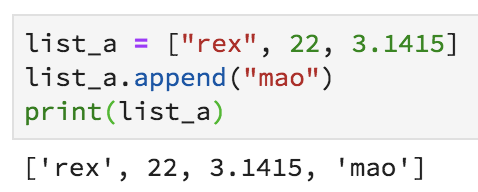 list_a = ["rex", 22, 3.1415]
list_a.append("mao")
print(list_a)
['rex', 22, 3.1415, 'mao']